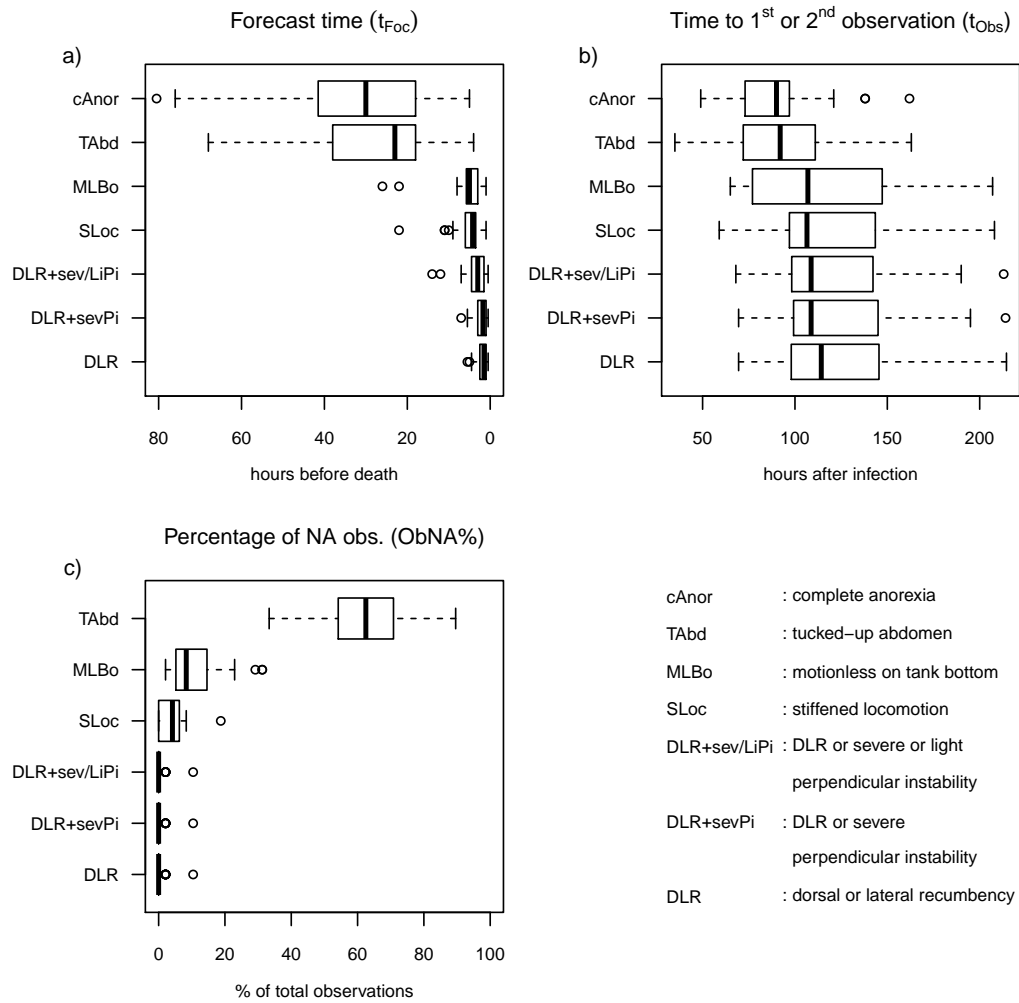 Forecast time (tFoc)
a)
cAnor
TAbd
MLBo
SLoc
DLR+sev/LiPi
DLR+sevPi
DLR
80 60 40 20 0
hours before death
Time to 1st or 2nd observation (tObs)
b)
cAnor
TAbd
MLBo
SLoc
DLR+sev/LiPi
DLR+sevPi
DLR
50 100 150 200
hours after infection
Percentage of NA obs. (ObNA%)
c)
TAbd
MLBo
SLoc
DLR+sev/LiPi
DLR+sevPi
DLR
0 20 40 60 80 100
% of total observations
cAnor : complete anorexia
TAbd : tucked−up abdomen
MLBo : motionless on tank bottom
SLoc : stiffened locomotion
DLR+sev/LiPi : DLR or severe or light
perpendicular instability
DLR+sevPi : DLR or severe
perpendicular instability
DLR : dorsal or lateral recumbency